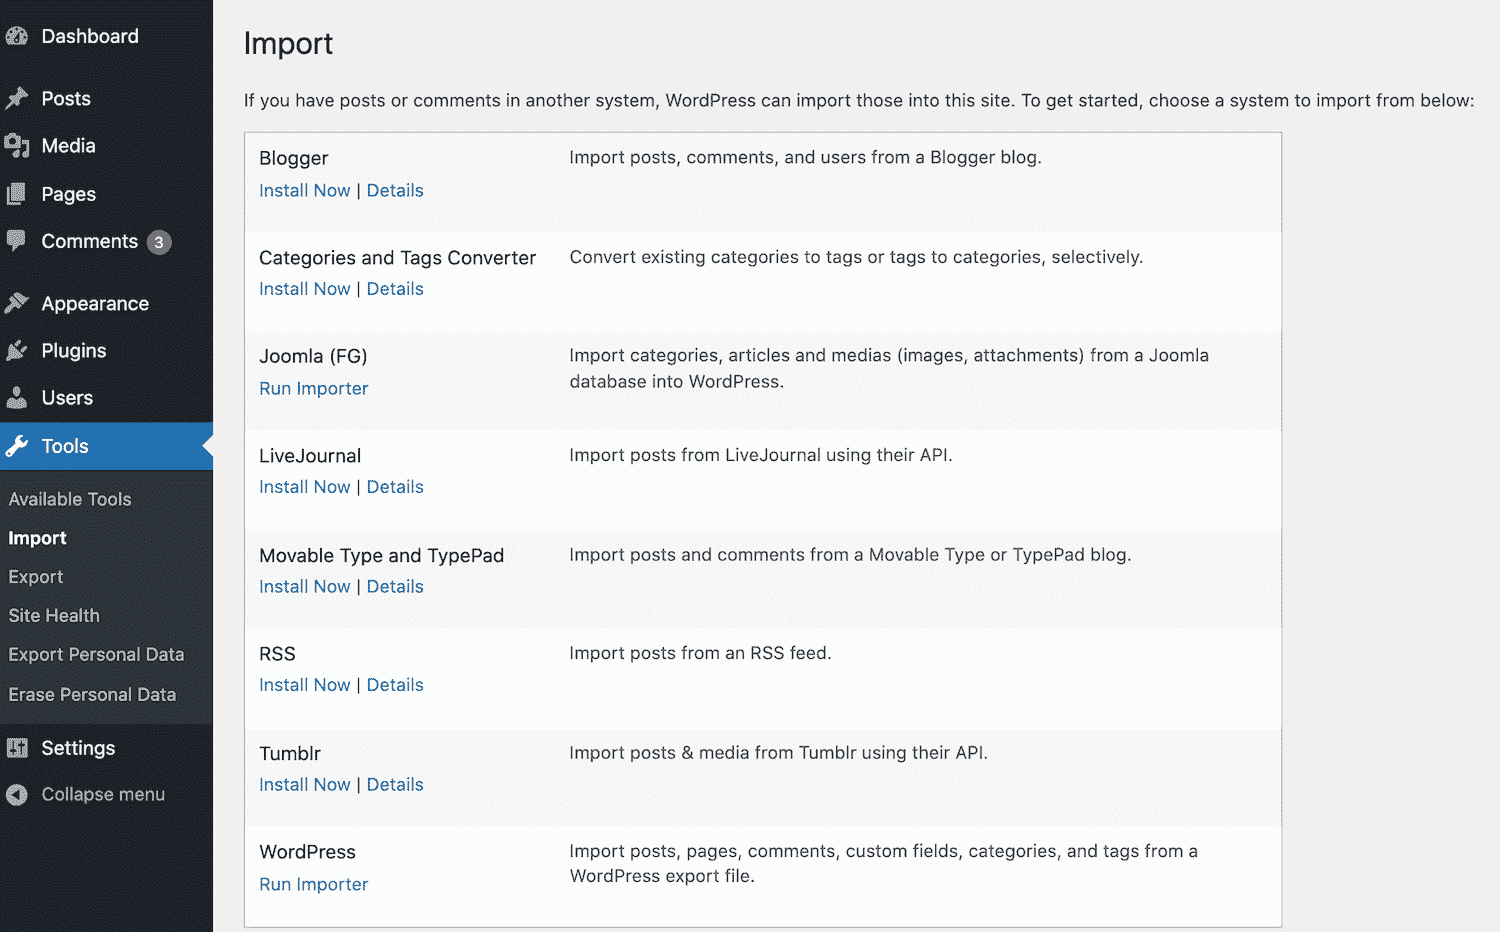 Dashboard
Posts
Media
Pages
Comments 3
Appearance
Plugins
Users
Tools
Available Tools
Import
Export
Site Health
Export Personal Data
Erase Personal Data
Settings
Collapse menu
Import
If you have posts or comments in another system, WordPress can import those into this site. To get started, choose a system to import from below:
Blogger
Install Now | Details
Import posts, comments, and users from a Blogger blog.
Categories and Tags Converter
Install Now | Details
Convert existing categories to tags or tags to categories, selectively.
Joomla (FG)
Run Importer
Import categories, articles and medias (images, attachments) from a Joomla
database into WordPress.
LiveJournal
Install Now | Details
Import posts from LiveJournal using their API.
Movable Type and TypePad
Install Now | Details
Import posts and comments from a Movable Type or TypePad blog.
RSS
Install Now | Details
Import posts from an RSS feed.
Tumblr
Install Now | Details
Import posts & media from Tumblr using their API.
WordPress
Run Importer
Import posts, pages, comments, custom fields, categories, and tags from a
WordPress export file.